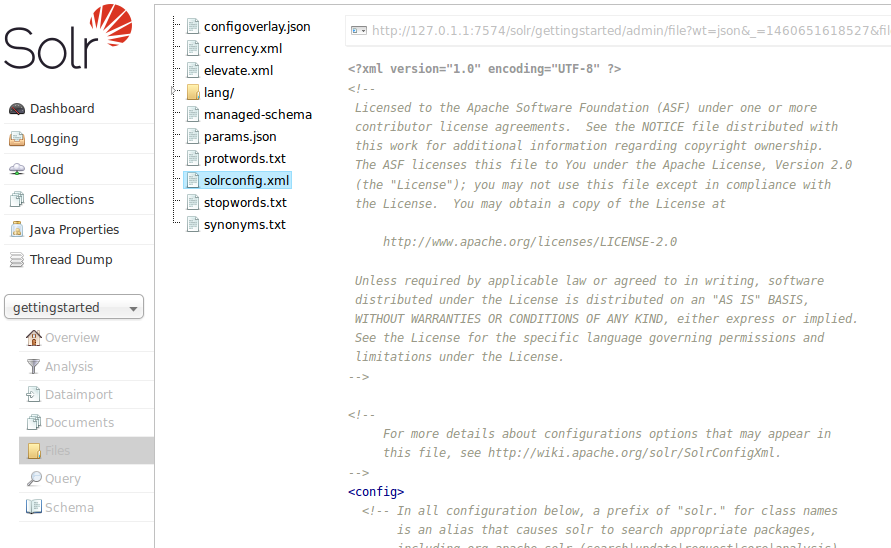 Solr
Dashboard
Logging
Cloud
Collections
Java Properties
Thread Dump
gettingstarted
Overview
Analysis
Dataimport
Documents
Files
Query
Schema
configoverlay.json
currency.xml
elevate.xml
lang/
managed-schema
params.json
protwords.txt
solrconfig.xml
stopwords.txt
synonyms.txt
http://127.0.1.1:7574/solr/gettingstarted/admin/file?wt=json&_=1460651618527&fil
<?xml version="1.0" encoding="UTF-8" ?>
<!--
Licensed to the Apache Software Foundation (ASF) under one or more
contributor license agreements.  See the NOTICE file distributed with
this work for additional information regarding copyright ownership.
The ASF licenses this file to You under the Apache License, Version 2.0
(the "License"); you may not use this file except in compliance with
the License.  You may obtain a copy of the License at
http://www.apache.org/licenses/LICENSE-2.0
Unless required by applicable law or agreed to in writing, software
distributed under the License is distributed on an "AS IS" BASIS,
WITHOUT WARRANTIES OR CONDITIONS OF ANY KIND, either express or implied.
See the License for the specific language governing permissions and
limitations under the License.
-->
<!--
For more details about configurations options that may appear in
this file, see http://wiki.apache.org/solr/SolrConfigXml.
-->
<config>
<!-- In all configuration below, a prefix of "solr." for class names
is an alias that causes solr to search appropriate packages,
including org.apache.solr.(search|update|request|core|analysis)